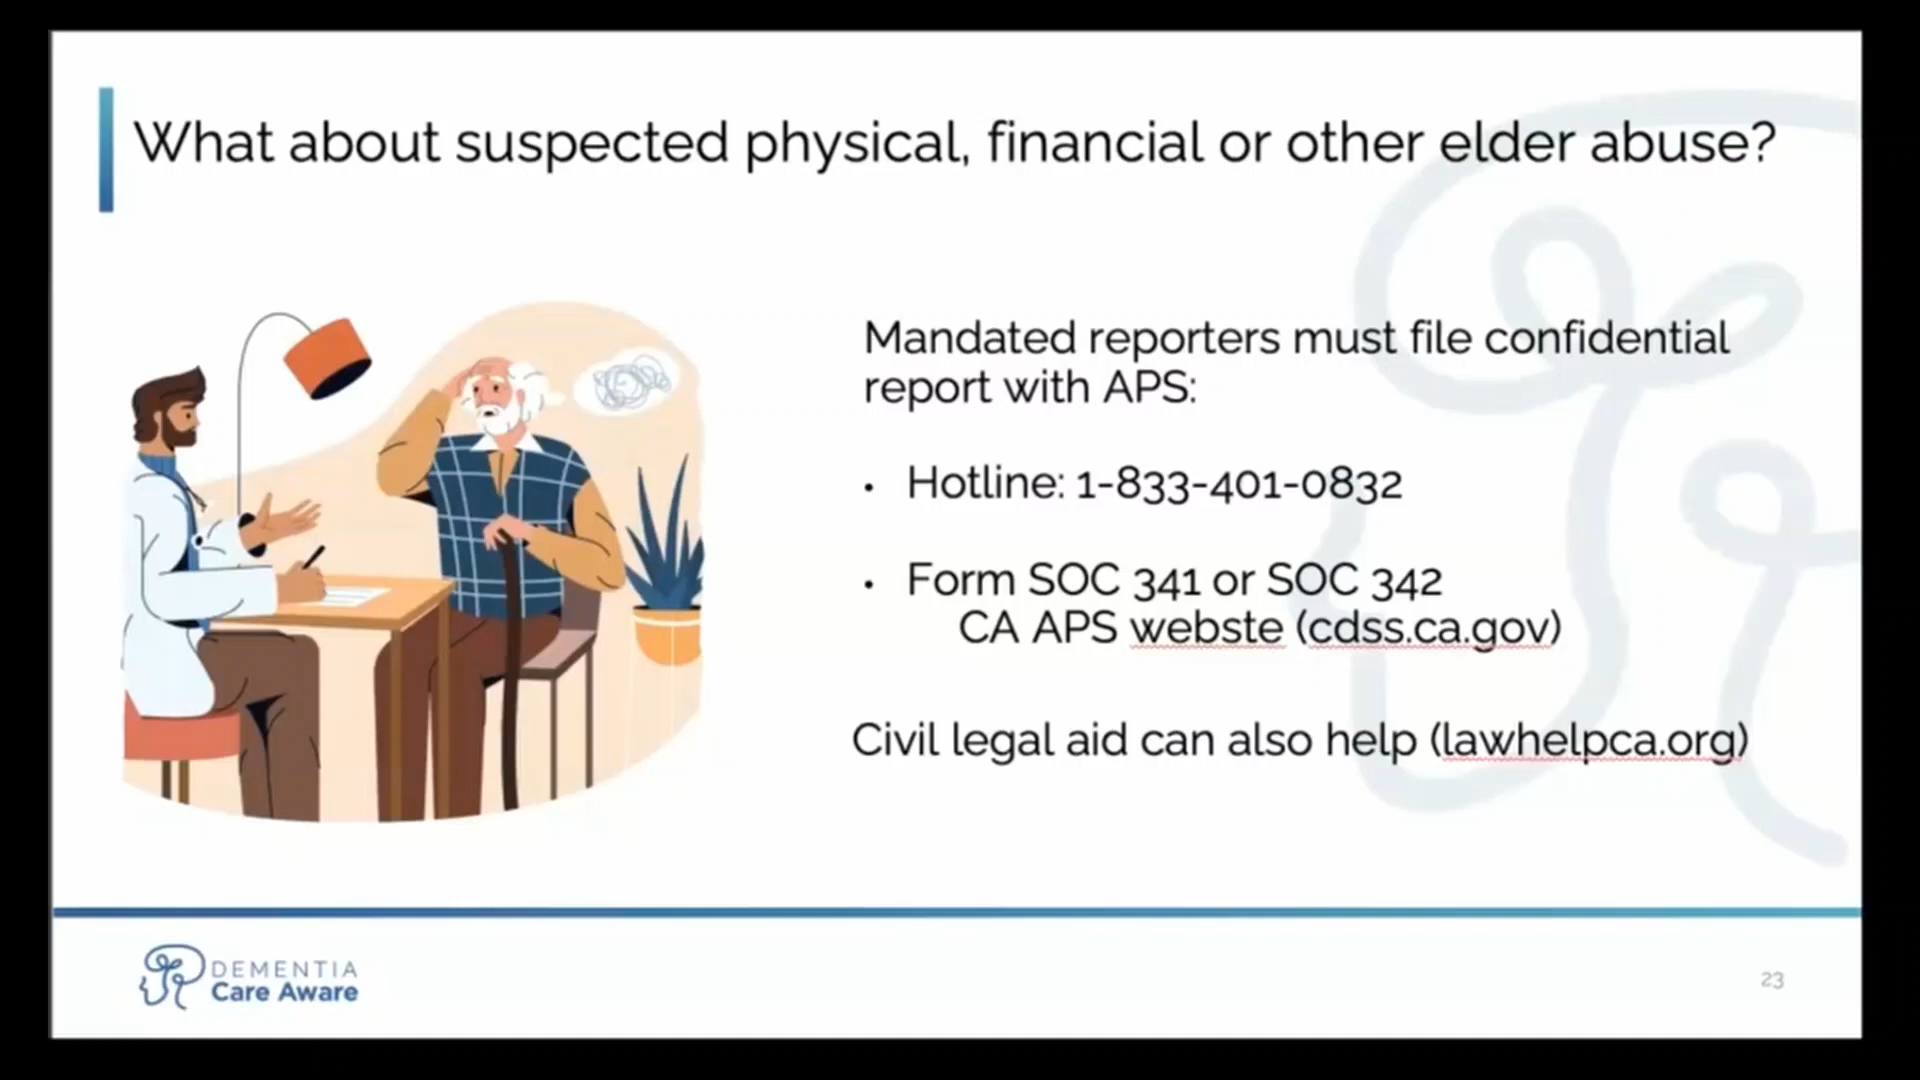 What about suspected physical, financial or other elder abuse?
Mandated reporters must file confidential
report with APS:
• Hotline: 1-833-401-0832
• Form SOC 341 or SOC 342
CA APS webste (cdss.ca.gov)
Civil legal aid can also help (lawhelpca.org)
DEMENTIA
Care Aware
23